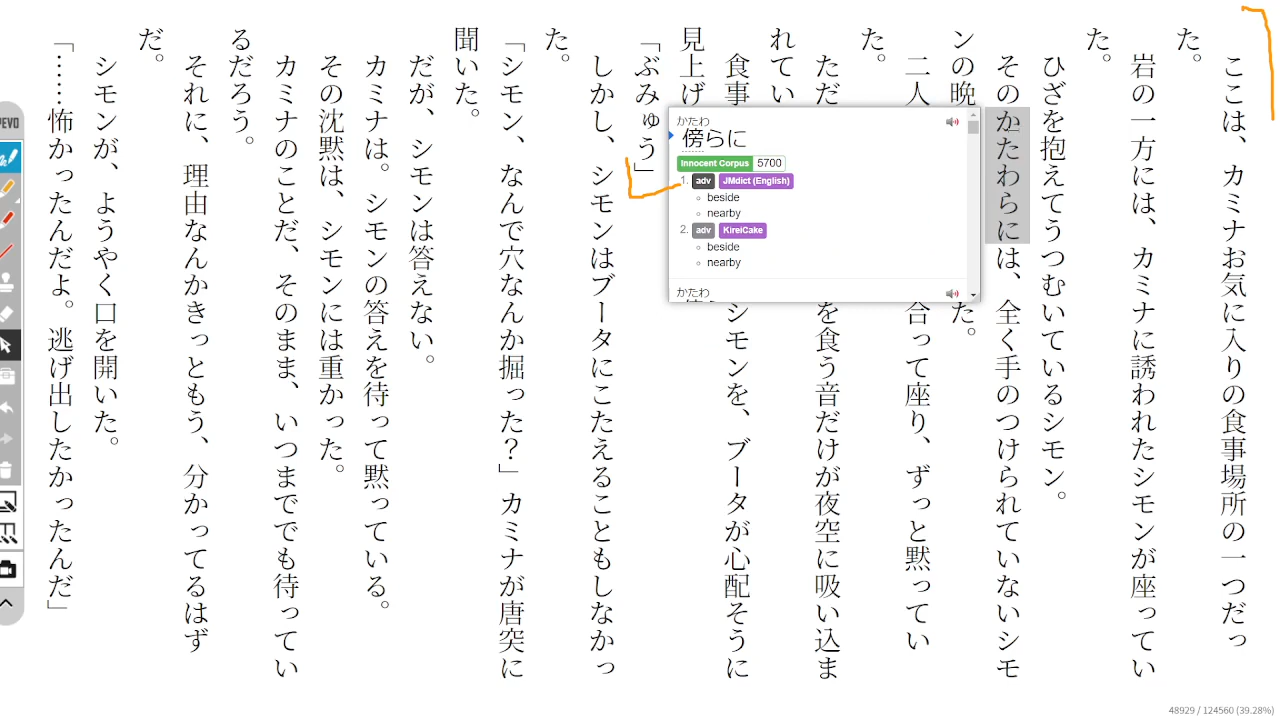 ここは、カミナお気に入りの食事場所の一つだっ
た。
岩の一方には、カミナに誘われたシモンが座ってい
た。
ひざを抱えてうつむいているシモン。
そのかたわらには、全く手のつけられていないシモ
ンの晩
た。
二人
合って座り、ずっと黙ってい
た。
ただ
を食う音だけが夜空に吸い込ま
れてい
食事
シモンを、ブータが心配そうに
見上げ
「ぶみゅう」
しかし、シモンはブータにこたえることもしなかっ
た。
「シモン、なんで穴なんか掘った？」カミナが唐突に
聞いた。
だが、シモンは答えない。
カミナは。シモンの答えを待って黙っている。
その沈黙は、シモンには重かった。
カミナのことだ、そのまま、いつまででも待ってい
るだろう。
それに、理由なんかきっともう、分かってるはず
だ。
シモンが、ようやく口を開いた。
「……怖かったんだよ。逃げ出したかったんだ」
かたわ
傍らに
Innocent Corpus 5700
1. adv JMdict (English)
beside
nearby
2. adv KireiCake
beside
nearby
かたわ
48929 / 124560 (39.28%)